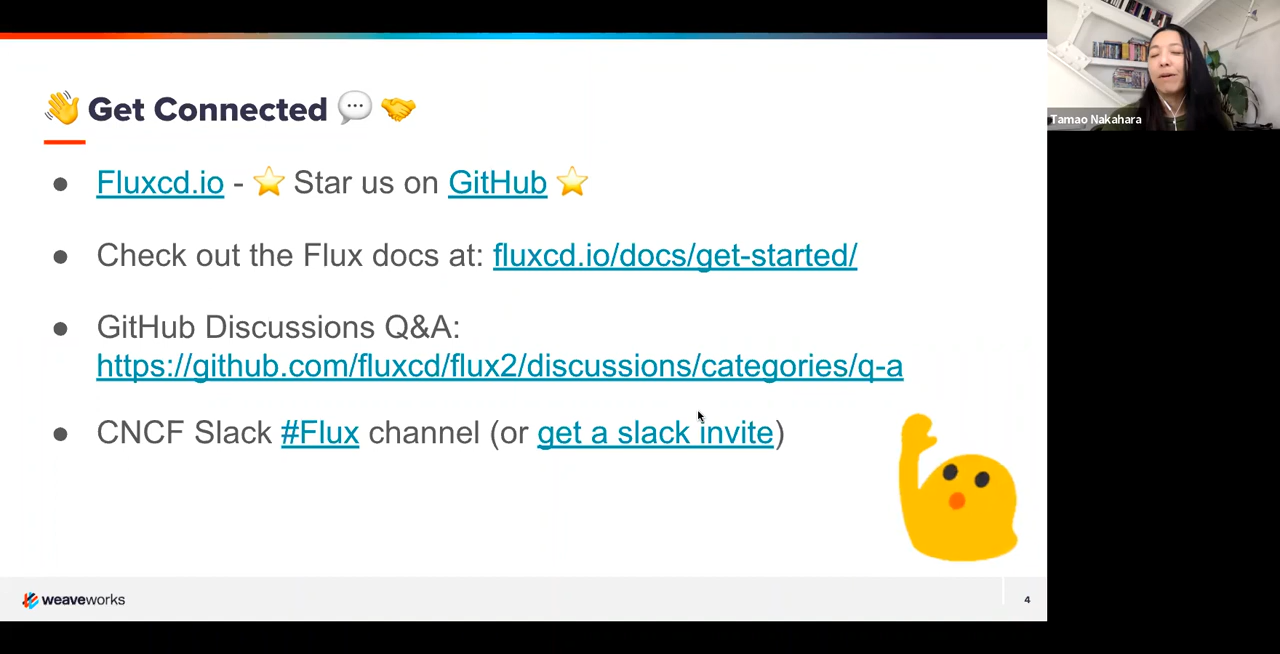 👋 Get Connected 💬 🤝
● Fluxcd.io - ⭐ Star us on GitHub ⭐
● Check out the Flux docs at: fluxcd.io/docs/get-started/
● GitHub Discussions Q&A:
https://github.com/fluxcd/flux2/discussions/categories/q-a
● CNCF Slack #Flux channel (or get a slack invite)
weaveworks
4
Tamao Nakahara